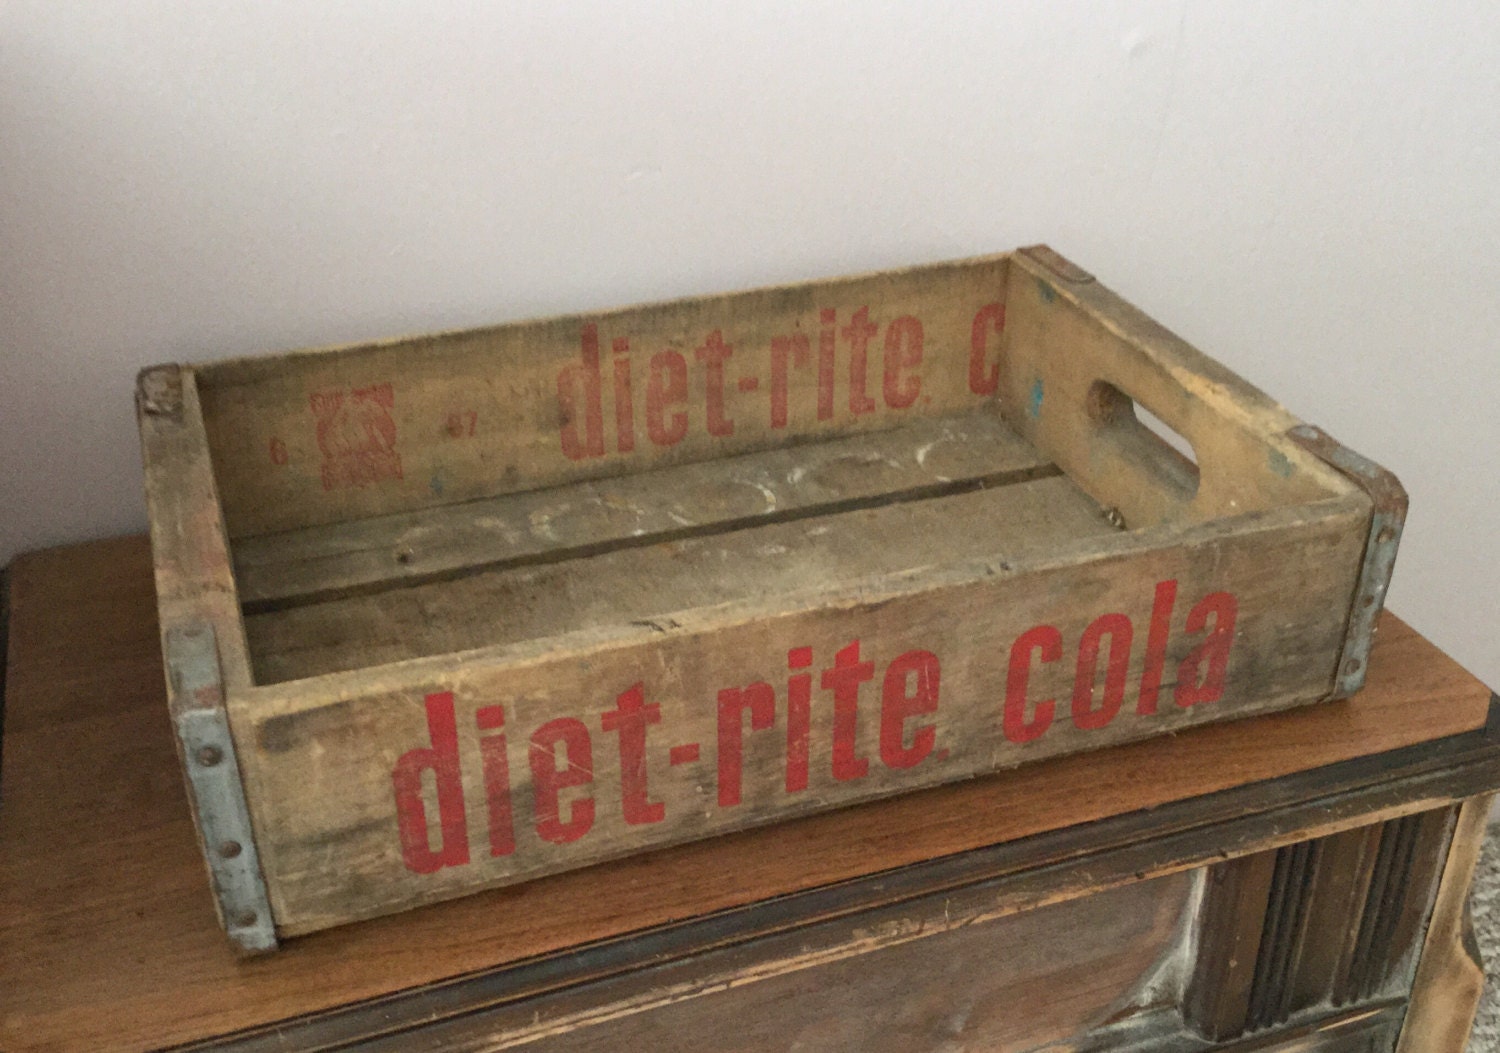 6 67 diet-rite. c
diet-rite. cola